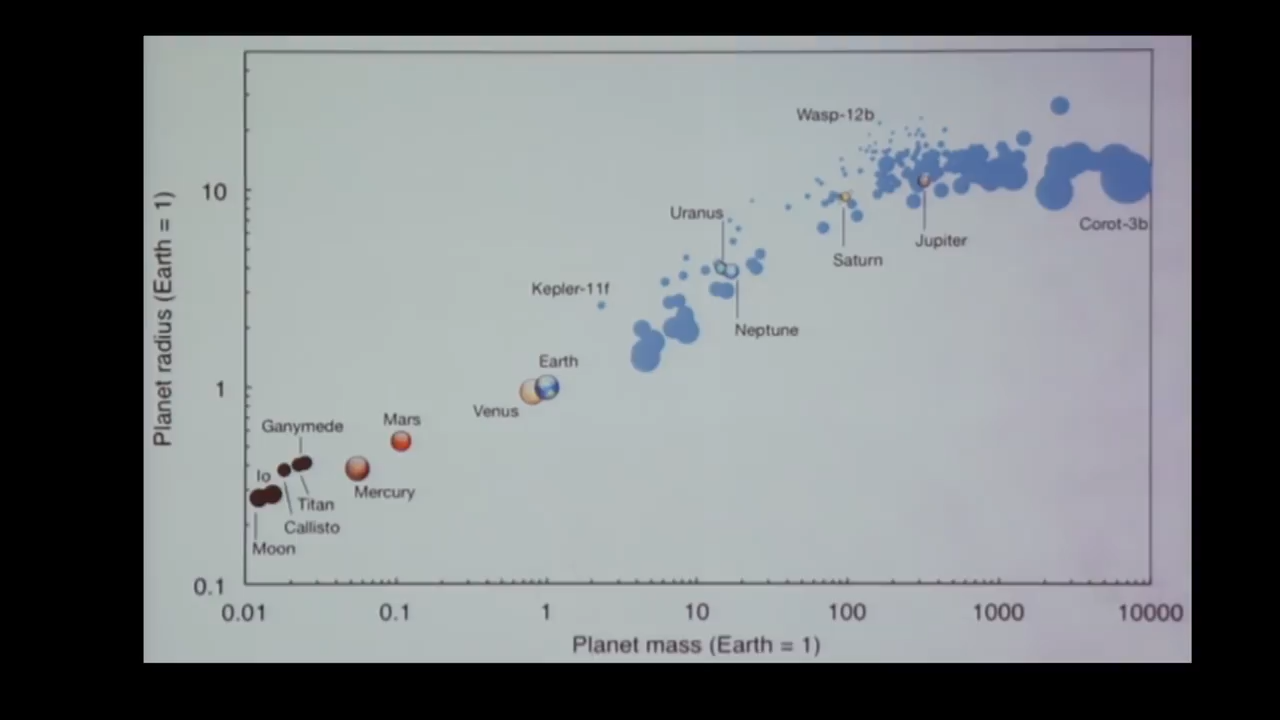 Wasp-12b
10
Uranus
Corot-3b
Jupiter
Saturn
Kepler-11f
Neptune
Earth
1
Venus
Mars
Ganymede
Io
Mercury
Titan
Callisto
Moon
0.1
0.01 0.1 1 10 100 1000 10000
Planet mass (Earth = 1)
Planet radius (Earth = 1)